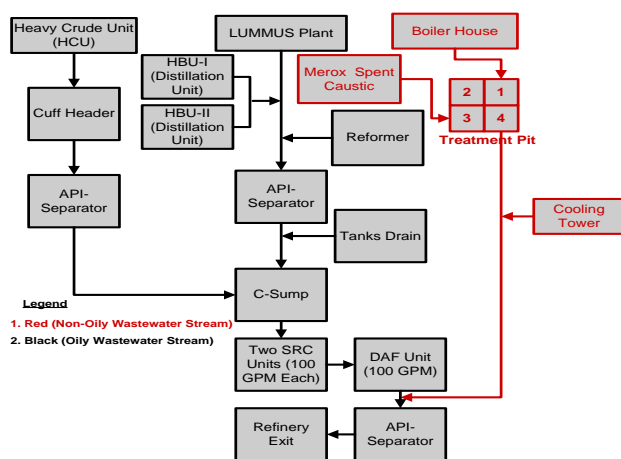 Heavy Crude Unit
(HCU)
LUMMUS Plant
Boiler House
HBU-I
(Distillation
Unit)
Merox Spent
Caustic
2 1
3 4
Treatment Pit
Cuff Header
HBU-II
(Distillation
Unit)
Reformer
API-
Separator
API-
Separator
Cooling
Tower
Tanks Drain
C-Sump
Legend
1. Red (Non-Oily Wastewater Stream)
2. Black (Oily Wastewater Stream)
Two SRC
Units (100
GPM Each)
DAF Unit
(100 GPM)
Refinery
Exit
API-
Separator